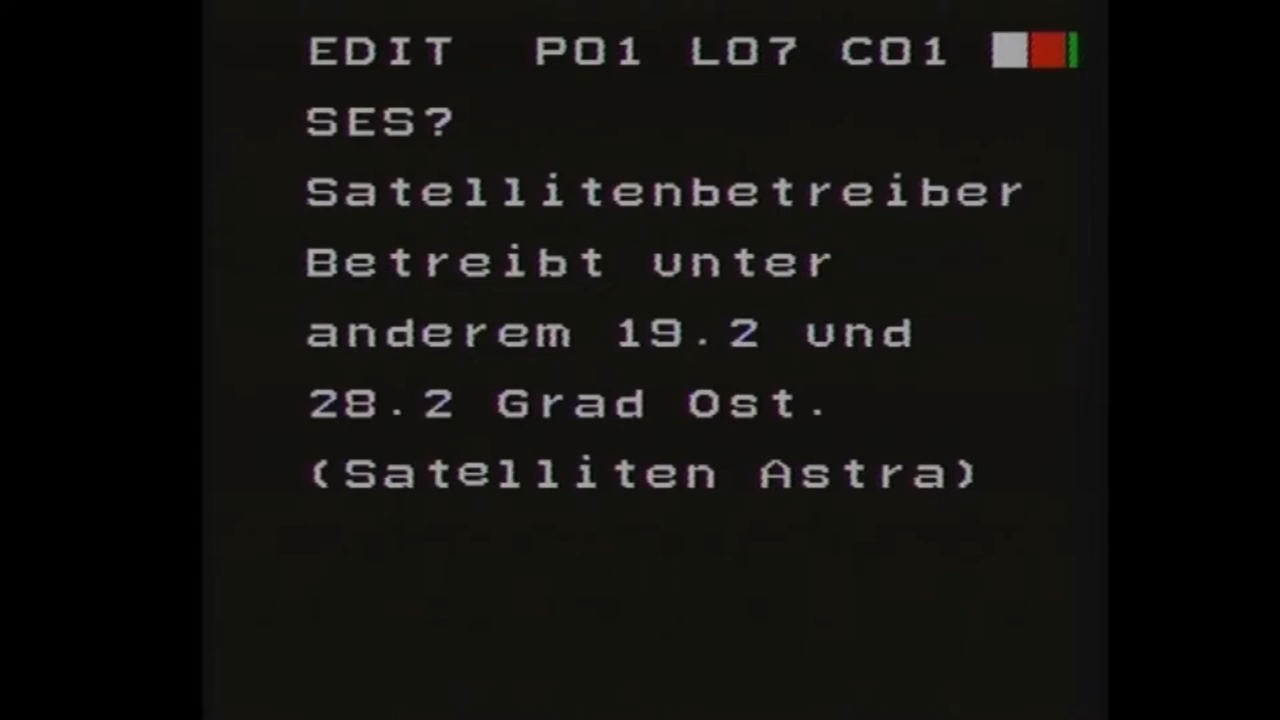 EDIT P01 L07 C01
SES?
Satellitenbetreiber
Betreibt unter
anderem 19.2 und
28.2 Grad Ost.
(Satelliten Astra)